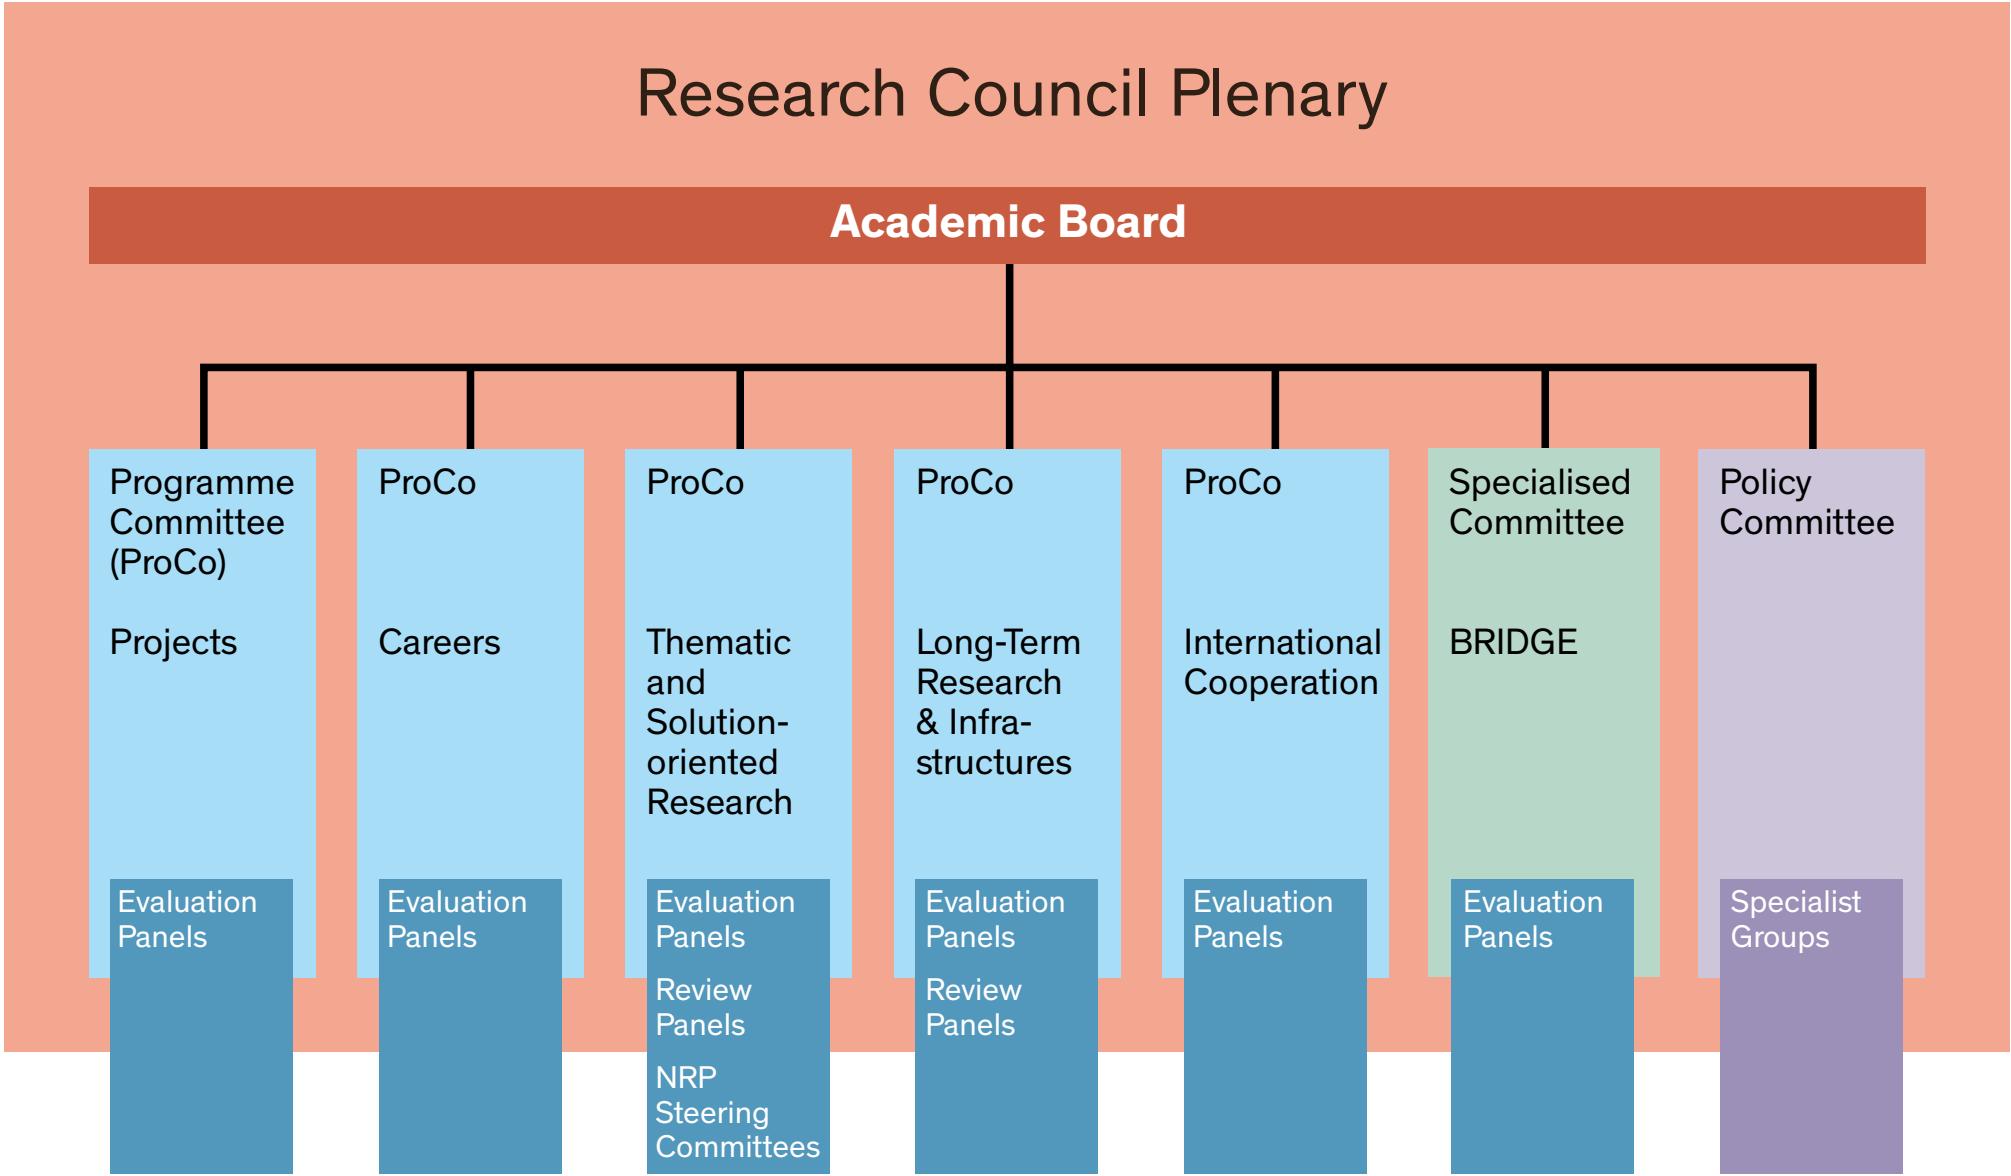 Research Council Plenary
Academic Board
Programme
Committee
(ProCo)
Projects
Evaluation
Panels
ProCo
Careers
Evaluation
Panels
ProCo
Thematic
and
Solution-
oriented
Research
Evaluation
Panels
Review
Panels
NRP
Steering
Committees
ProCo
Long-Term
Research
& Infra-
structures
Evaluation
Panels
Review
Panels
ProCo
International
Cooperation
Evaluation
Panels
Specialised
Committee
BRIDGE
Evaluation
Panels
Policy
Committee
Specialist
Groups